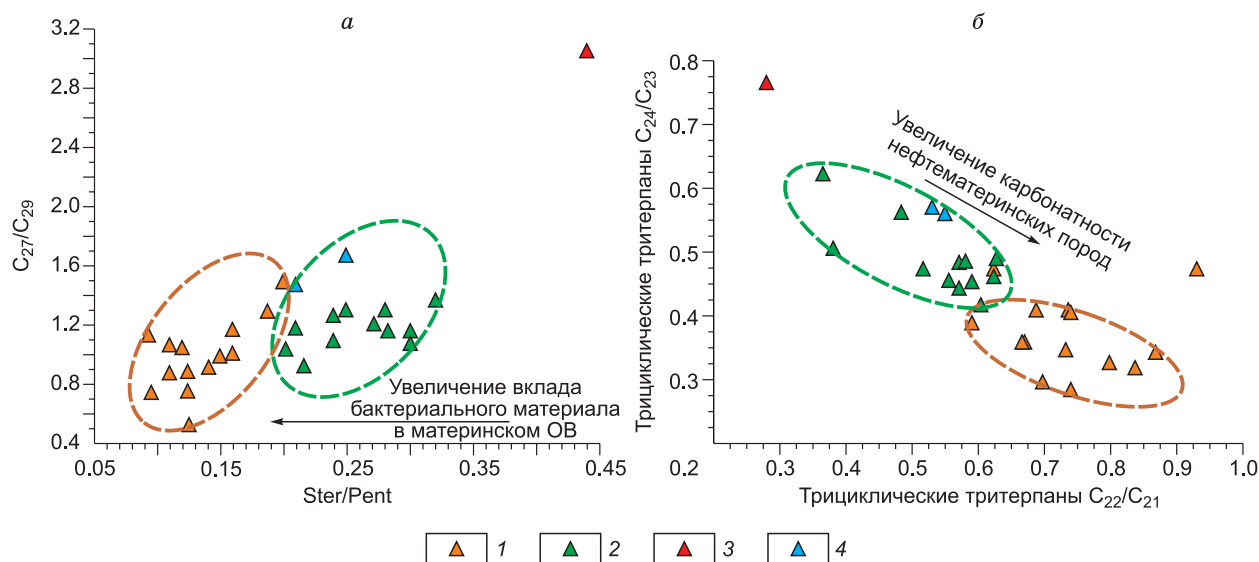 а
3.2
2.8
2.4
2.0
1.6
1.2
0.8
0.4
C27/C29
Увеличение вклада
бактериального материала
в материнском ОВ
0.05
0.15
0.25
0.35
0.45
Ster/Pent
б
0.8
0.7
0.6
0.5
0.4
0.3
0.2
Трициклические тритерпаны C24/C23
Увеличение карбонатности
нефтематеринских пород
0.3
0.4
0.5
0.6
0.7
0.8
0.9
1.0
Трициклические тритерпаны C22/C21
1
2
3
4